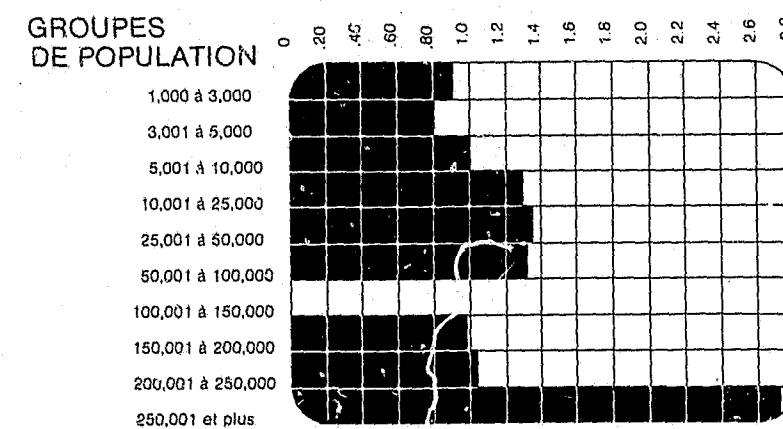 GROUPES
DE POPULATION
0 .20 .40 .60 .80 1.0 1.2 1.4 1.6 1.8 2.0 2.2 2.4 2.6
1,000 à 3,000
3,001 à 5,000
5,001 à 10,000
10,001 à 25,000
25,001 à 50,000
50,001 à 100,000
100,001 à 150,000
150,001 à 200,000
200,001 à 250,000
250,001 et plus